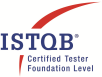 ISTQB®
Certified Tester
Foundation Level